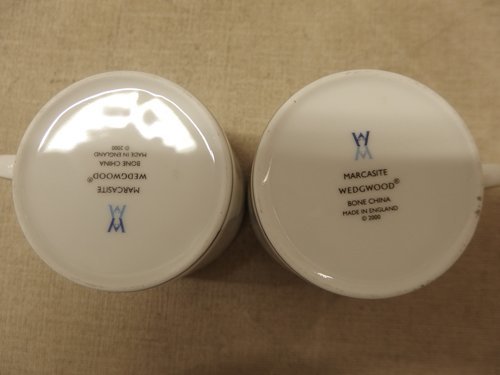 MARCASITE
WEDGWOOD®
BONE CHINA
MADE IN ENGLAND
© 2000
W
MARCASITE
WEDGWOOD®
BONE CHINA
MADE IN ENGLAND
© 2000